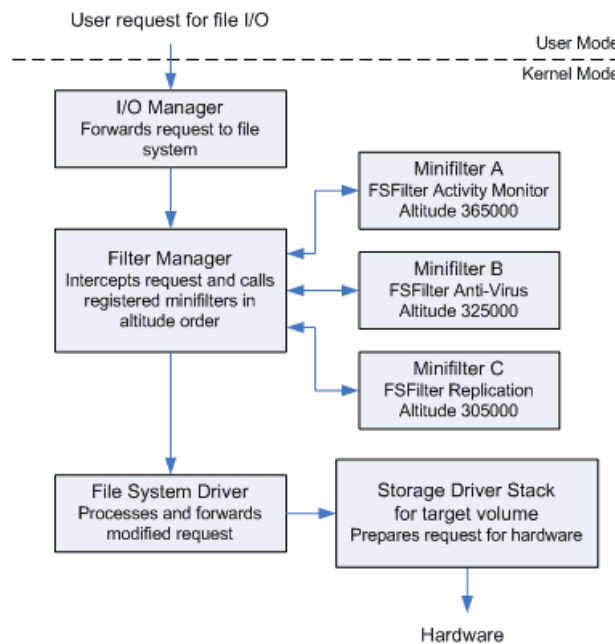 User request for file I/O
User Mode
Kernel Mode
I/O Manager
Forwards request to file
system
Minifilter A
FSFilter Activity Monitor
Altitude 365000
Filter Manager
Intercepts request and calls
registered minifilters in
altitude order
Minifilter B
FSFilter Anti-Virus
Altitude 325000
Minifilter C
FSFilter Replication
Altitude 305000
File System Driver
Processes and forwards
modified request
Storage Driver Stack
for target volume
Prepares request for hardware
Hardware